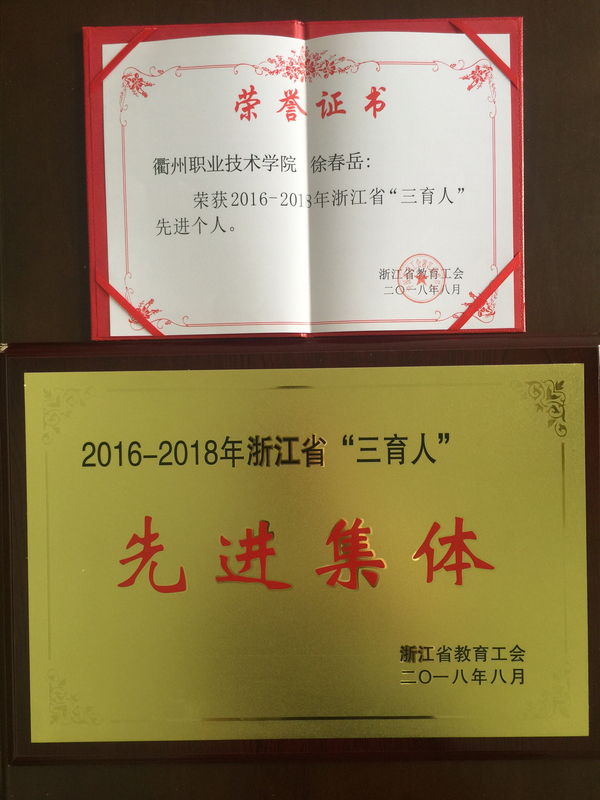 荣誉证书
衢州职业技术学院 徐春岳：
荣获2016-2018年浙江省“三育人”
先进个人。
浙江省教育工会
二〇一八年八月
2016-2018年浙江省“三育人”
先进集体
浙江省教育工会
二〇一八年八月